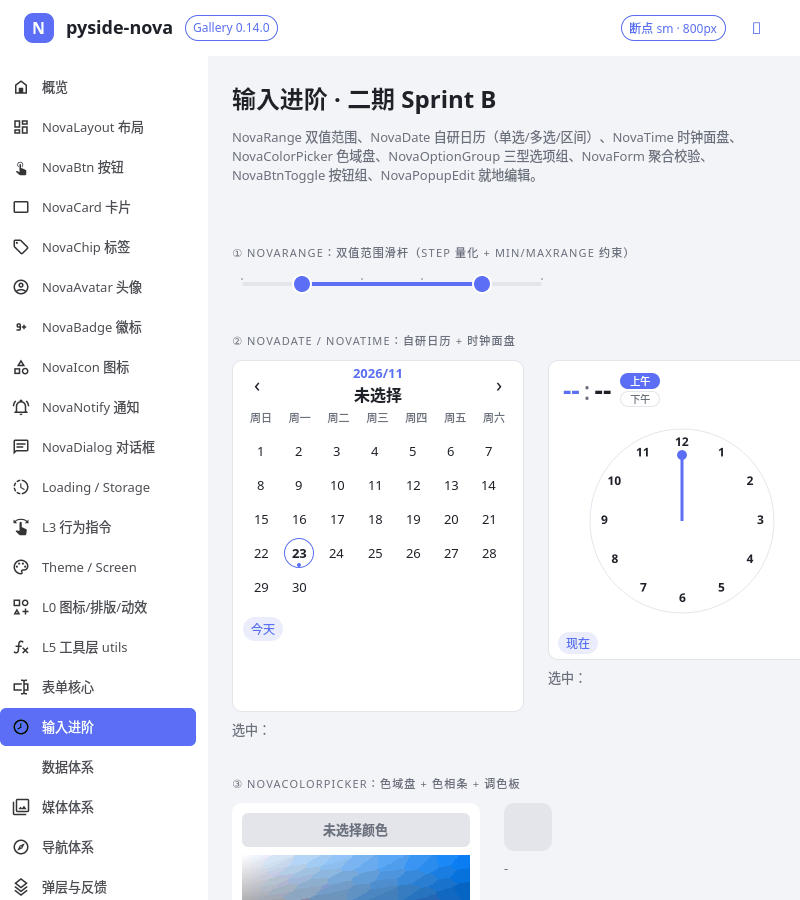 N pyside-nova Gallery 0.14.0 断点 sm · 800px
概览
NovaLayout 布局
NovaBtn 按钮
NovaCard 卡片
NovaChip 标签
NovaAvatar 头像
NovaBadge 徽标
NovaIcon 图标
NovaNotify 通知
NovaDialog 对话框
Loading / Storage
L3 行为指令
Theme / Screen
L0 图标/排版/动效
L5 工具层 utils
表单核心
输入进阶
数据体系
媒体体系
导航体系
弹层与反馈
输入进阶 · 二期 Sprint B
NovaRange 双值范围、NovaDate 自研日历（单选/多选/区间）、NovaTime 时钟面盘、
NovaColorPicker 色域盘、NovaOptionGroup 三型选项组、NovaForm 聚合校验、
NovaBtnToggle 按钮组、NovaPopupEdit 就地编辑。
① NOVARANGE：双值范围滑杆（STEP 量化 + MIN/MAXRANGE 约束）
② NOVADATE / NOVATIME：自研日历 + 时钟面盘
‹ 2026/11 ›
未选择
周日 周一 周二 周三 周四 周五 周六
1 2 3 4 5 6 7
8 9 10 11 12 13 14
15 16 17 18 19 20 21
22 23 24 25 26 27 28
29 30
今天
选中：
-- : -- 上午
下午
12
11 1
10 2
9 3
8 4
7 5
6
现在
选中：
③ NOVACOLORPICKER：色域盘 + 色相条 + 调色板
未选择颜色
-